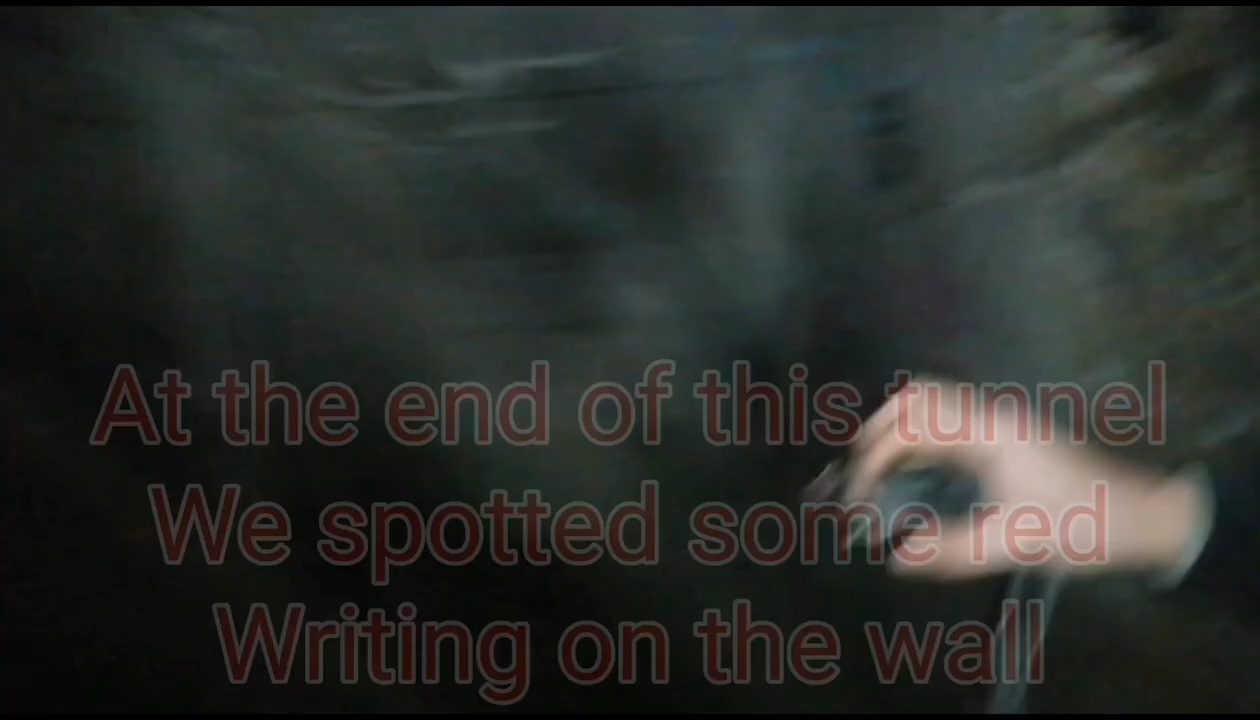 At the end of this tunnel
We spotted some red
Writing on the wall